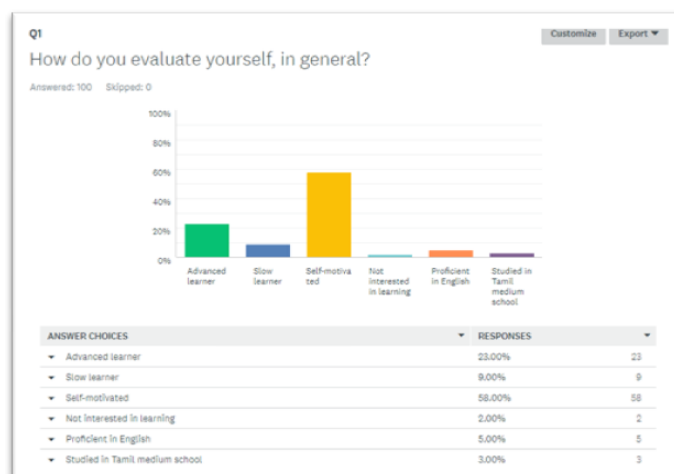 Q1
Customize
Export
How do you evaluate yourself, in general?
Answered: 100 Skipped: 0
100%
80%
60%
40%
20%
0%
Advanced learner
Slow learner
Self-motivated
Not interested in learning
Proficient in English
Studied in Tamil medium school
ANSWER CHOICES RESPONSES
Advanced learner 23.00% 23
Slow learner 9.00% 9
Self-motivated 58.00% 58
Not interested in learning 2.00% 2
Proficient in English 5.00% 5
Studied in Tamil medium school 3.00% 3